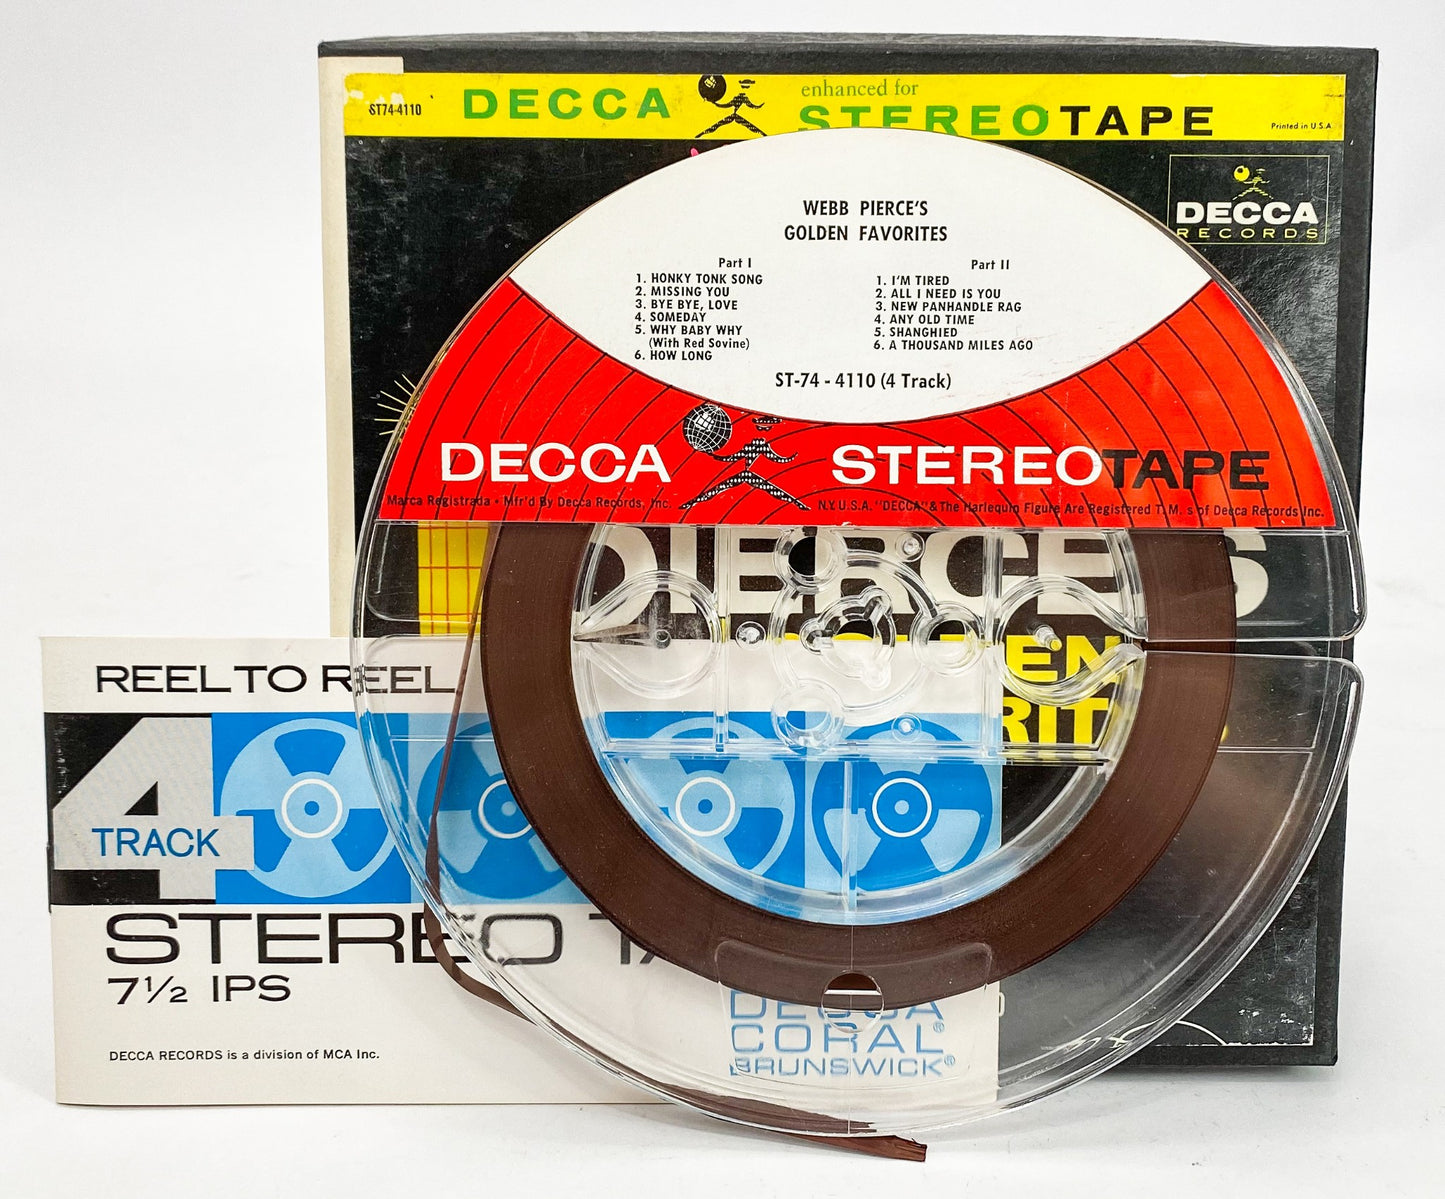 ST74-4110
DECCA
enhanced for
STEREOTAPE
Printed in U.S.A.
DECCA
RECORDS
WEBB PIERCE'S
GOLDEN FAVORITES
Part I
1. HONKY TONK SONG
2. MISSING YOU
3. BYE BYE, LOVE
4. SOMEDAY
5. WHY BABY WHY
(With Red Sovine)
6. HOW LONG
Part II
1. I'M TIRED
2. ALL I NEED IS YOU
3. NEW PANHANDLE RAG
4. ANY OLD TIME
5. SHANGHIED
6. A THOUSAND MILES AGO
ST-74 - 4110 (4 Track)
DECCA STEREOTAPE
Marca Registrada • Mfr'd By Decca Records, Inc. N.Y. U.S.A. "DECCA" & The Harlequin Figure Are Registered T. M. s of Decca Records Inc.
REEL TO REEL
4
TRACK
STEREO
7½ IPS
DECCA RECORDS is a division of MCA Inc.
DECCA
CORAL®
BRUNSWICK®